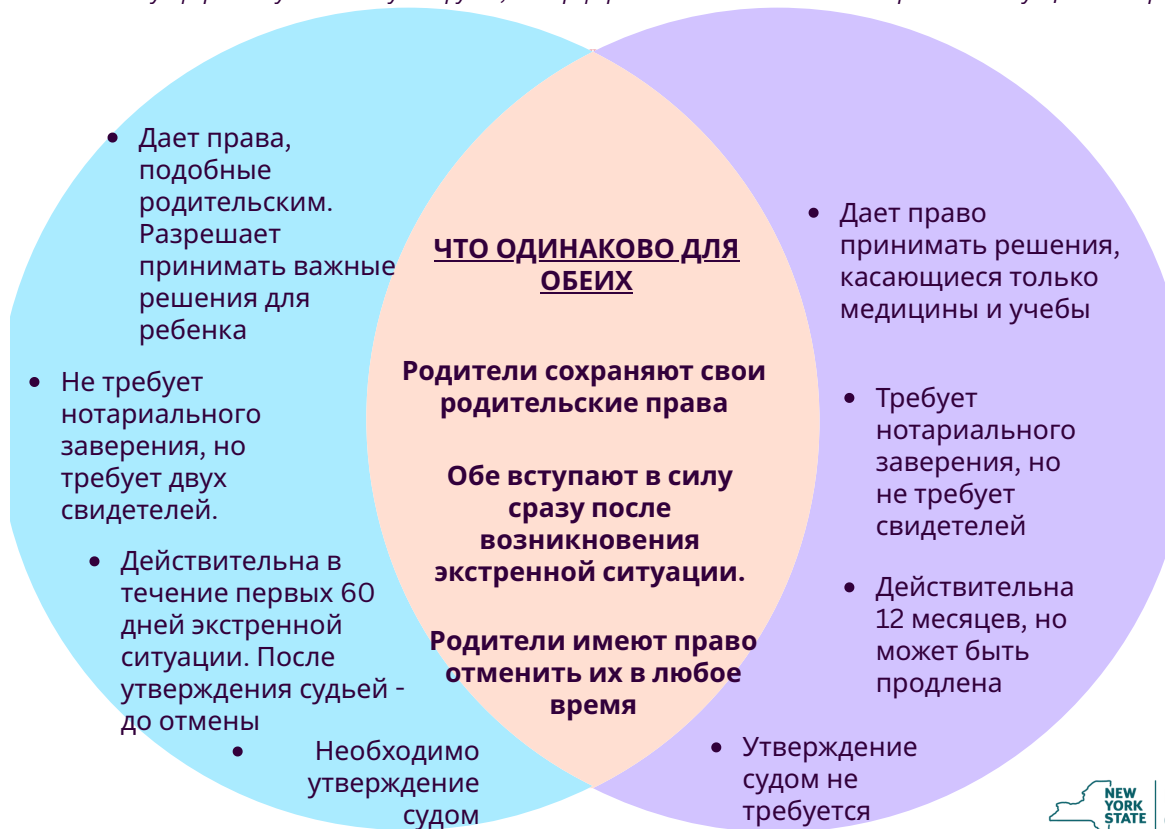 Дает права,
подобные
родительским.
Разрешает
принимать важные
решения для
ребенка
Не требует
нотариального
заверения, но
требует двух
свидетелей.
Действительна в
течение первых 60
дней экстренной
ситуации. После
утверждения судьей -
до отмены
Необходимо
утверждение
судом
ЧТО ОДИНАКОВО ДЛЯ
ОБЕИХ
Родители сохраняют свои
родительские права
Обе вступают в силу
сразу после
возникновения
экстренной ситуации.
Родители имеют право
отменить их в любое
время
Дает право
принимать решения,
касающиеся только
медицины и учебы
Требует
нотариального
заверения, но
не требует
свидетелей
Действительна
12 месяцев, но
может быть
продлена
Утверждение
судом не
требуется
NEW
YORK
STATE